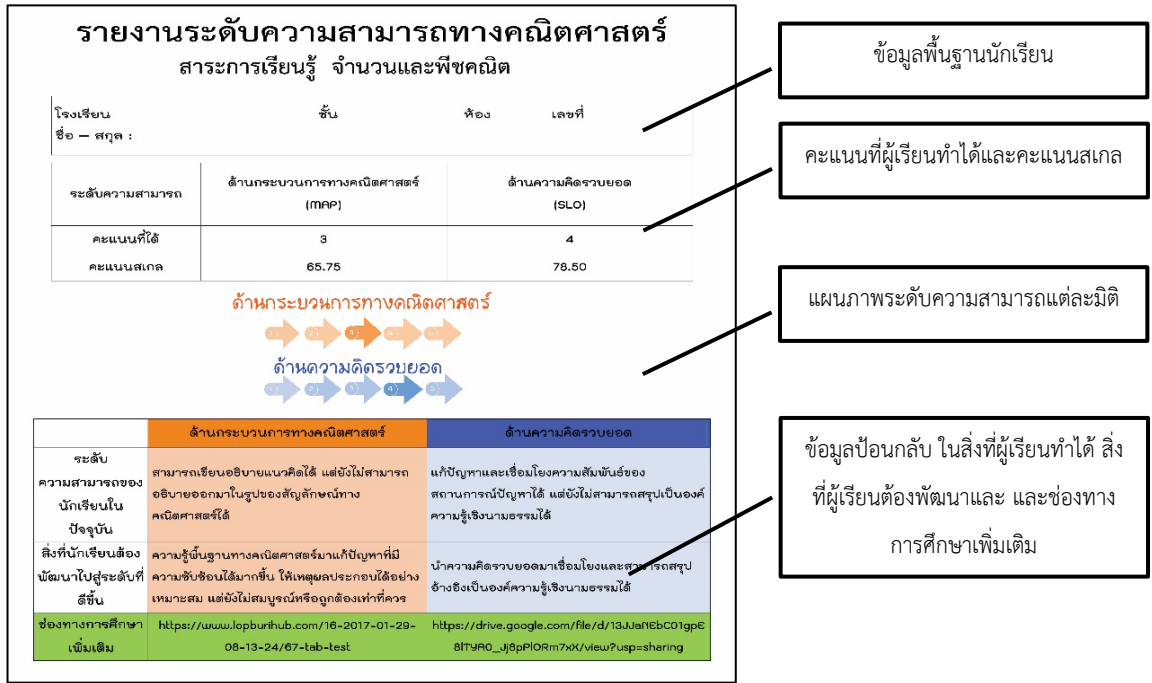 รายงานระดับความสามารถทางคณิตศาสตร์
สาระการเรียนรู้ จำนวนและพีชคณิต
โรงเรียน ชั้น ห้อง เลขที่
ชื่อ – สกุล :
ระดับความสามารถ
ด้านกระบวนการทางคณิตศาสตร์
(MAP)
ด้านความคิดรวบยอด
(SLO)
คะแนนที่ได้ 3 4
คะแนนสเกล 65.75 78.50
ด้านกระบวนการทางคณิตศาสตร์
1 2 3 4 5
ด้านความคิดรวบยอด
1 2 3 4 5
ด้านกระบวนการทางคณิตศาสตร์ ด้านความคิดรวบยอด
ระดับ
ความสามารถของ
นักเรียนใน
ปัจจุบัน
สามารถเขียนอธิบายแนวคิดได้ แต่ยังไม่สามารถ
อธิบายออกมาในรูปของสัญลักษณ์ทาง
คณิตศาสตร์ได้
แก้ปัญหาและเชื่อมโยงความสัมพันธ์ของ
สถานการณ์ปัญหาได้ แต่ยังไม่สามารถสรุปเป็นองค์
ความรู้เชิงนามธรรมได้
สิ่งที่นักเรียนต้อง
พัฒนาไปสู่ระดับที่
ดีขึ้น
ความรู้พื้นฐานทางคณิตศาสตร์มาแก้ปัญหาที่มี
ความซับซ้อนได้มากขึ้น ให้เหตุผลประกอบได้อย่าง
เหมาะสม แต่ยังไม่สมบูรณ์หรือถูกต้องเท่าที่ควร
นำความคิดรวบยอดมาเชื่อมโยงและสามารถสรุป
อ้างอิงเป็นองค์ความรู้เชิงนามธรรมได้
ช่องทางการศึกษา
เพิ่มเติม
https://www.lopburihub.com/16-2017-01-29-
08-13-24/67-tab-test
https://drive.google.com/file/d/13JJaNEbC01gpE
8lTYA0_Jj8pPlORm7xX/view?usp=sharing
ข้อมูลพื้นฐานนักเรียน
คะแนนที่ผู้เรียนทำได้และคะแนนสเกล
แผนภาพระดับความสามารถแต่ละมิติ
ข้อมูลป้อนกลับ ในสิ่งที่ผู้เรียนทำได้ สิ่ง
ที่ผู้เรียนต้องพัฒนาและ และช่องทาง
การศึกษาเพิ่มเติม